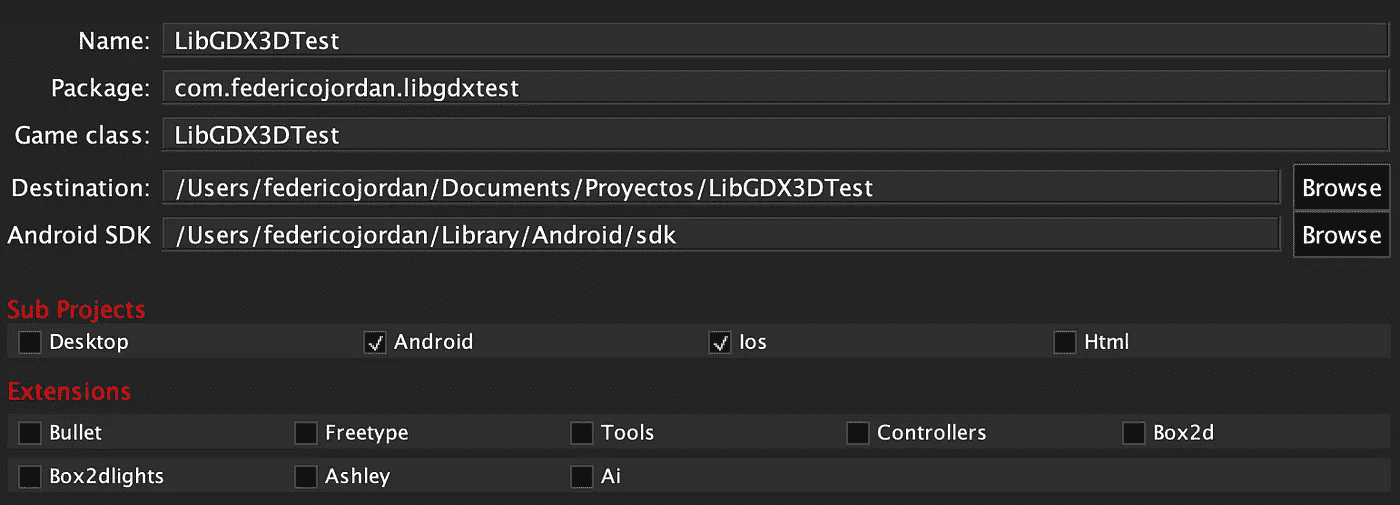 Name: LibGDX3DTest
Package: com.federicojordan.libgdxtest
Game class: LibGDX3DTest
Destination: /Users/federicojordan/Documents/Proyectos/LibGDX3DTest Browse
Android SDK /Users/federicojordan/Library/Android/sdk Browse
Sub Projects
Desktop Android Ios Html
Extensions
Bullet Freetype Tools Controllers Box2d
Box2dlights Ashley Ai